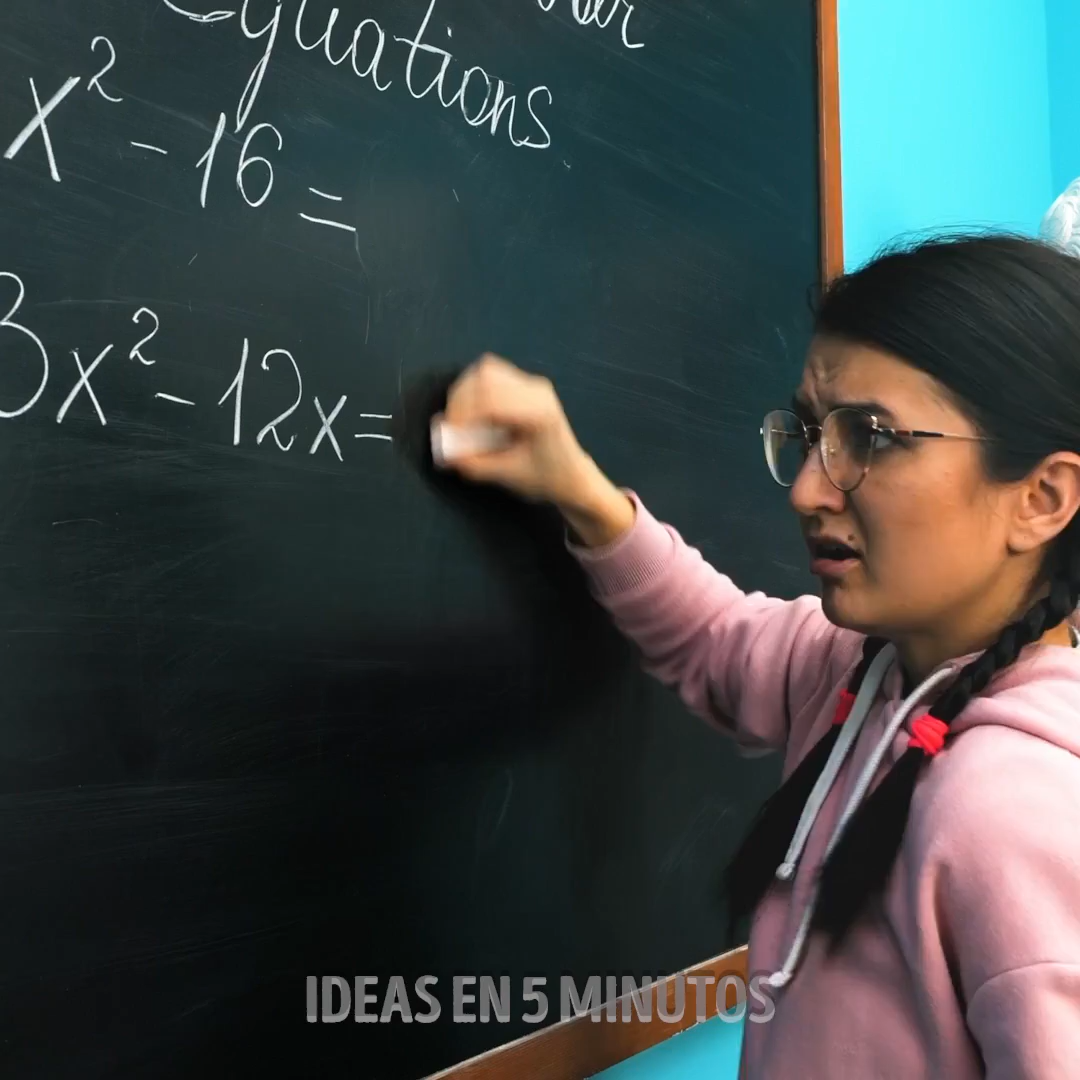 Equations
x² - 16 =
3x² - 12x =
IDEAS EN 5 MINUTOS